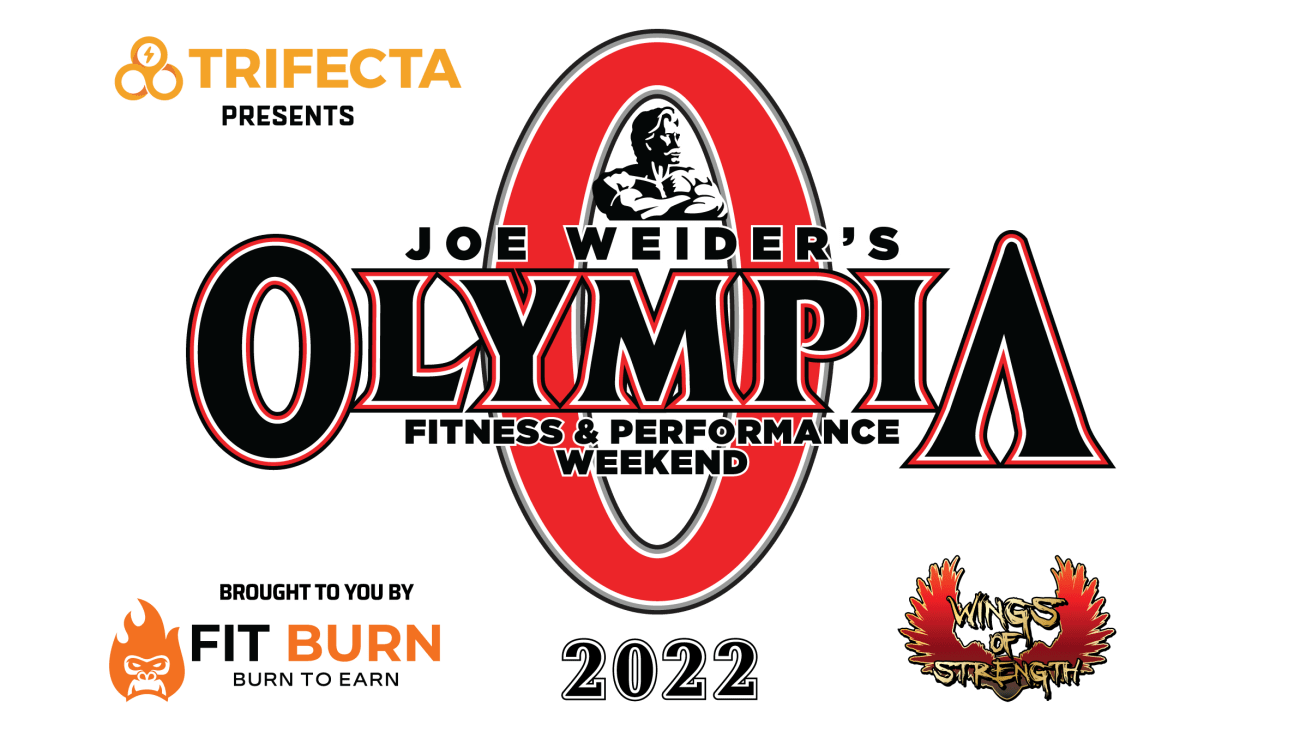 TRIFECTA
PRESENTS
JOE WEIDER'S
OLYMPIA
FITNESS & PERFORMANCE
WEEKEND
BROUGHT TO YOU BY
FIT BURN
BURN TO EARN
2022
WINGS
OF
STRENGTH